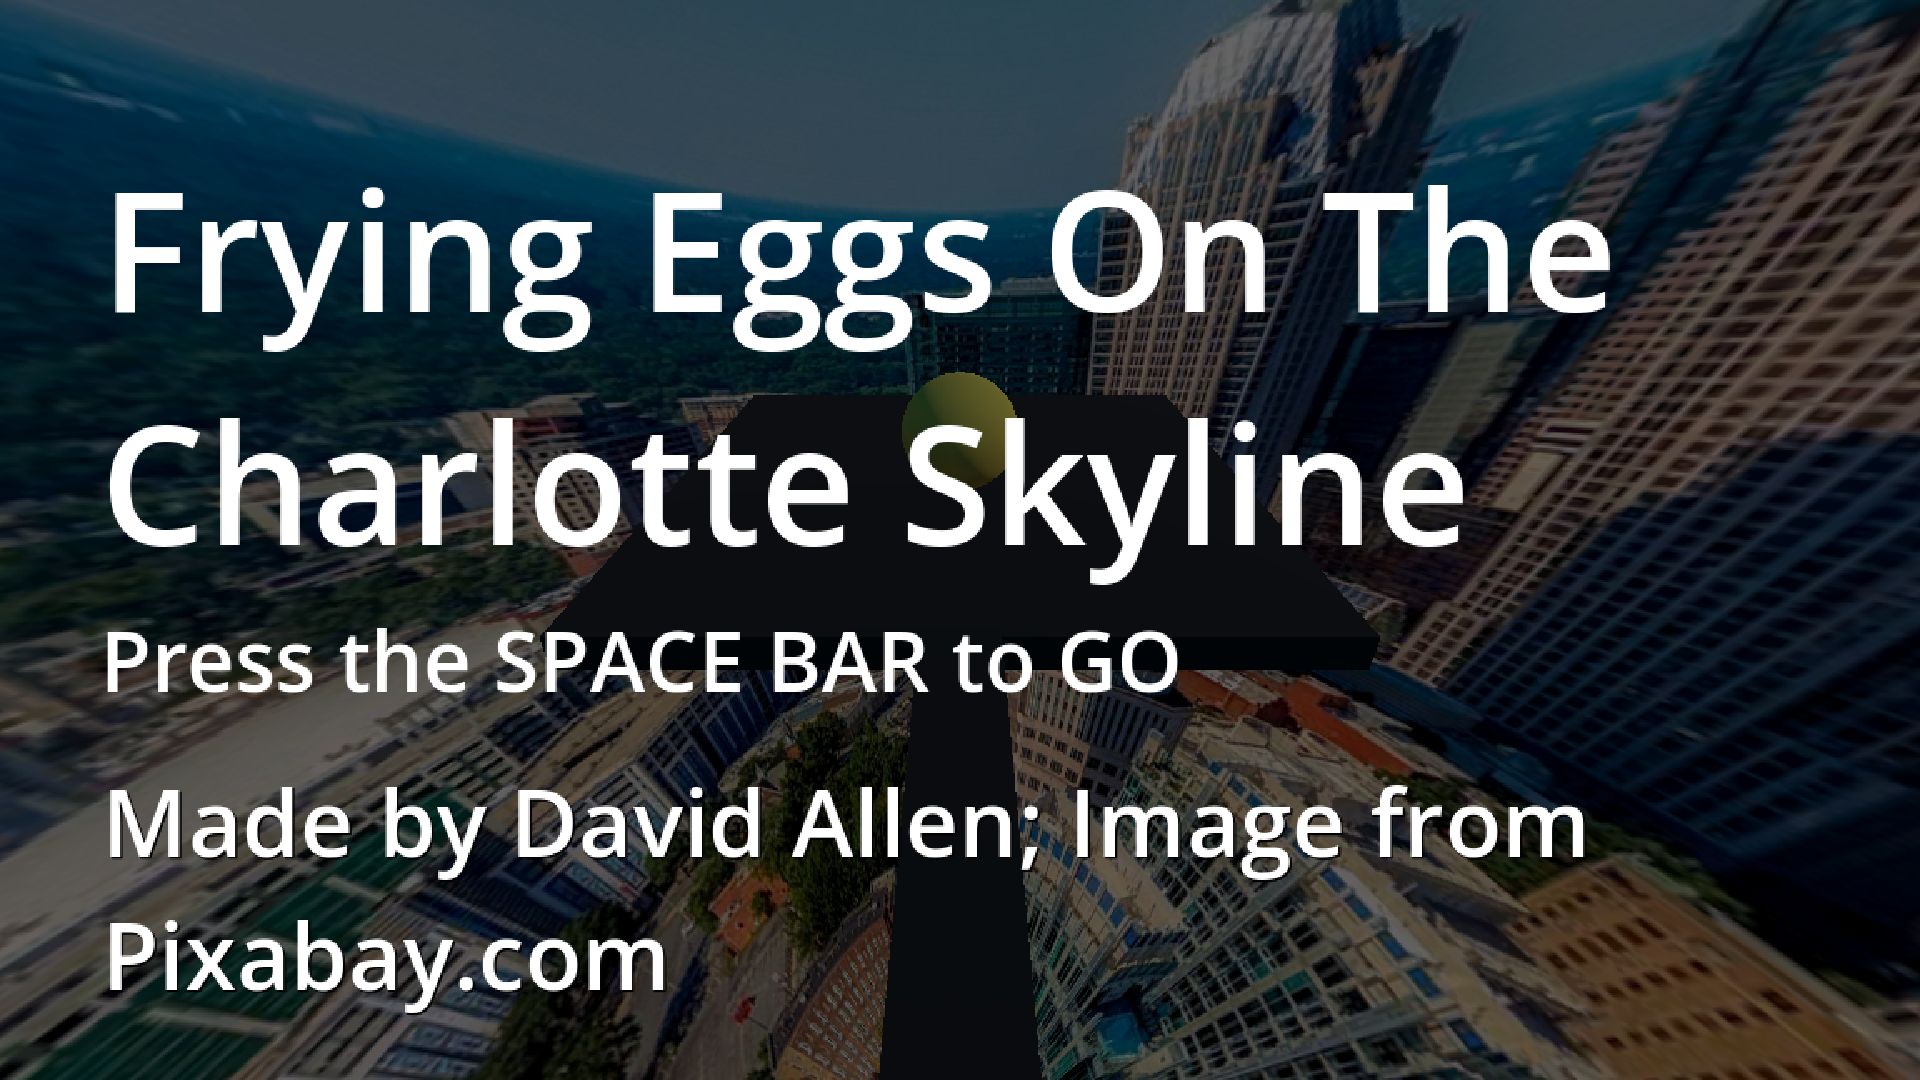 Frying Eggs On The
Charlotte Skyline
Press the SPACE BAR to GO
Made by David Allen; Image from
Pixabay.com